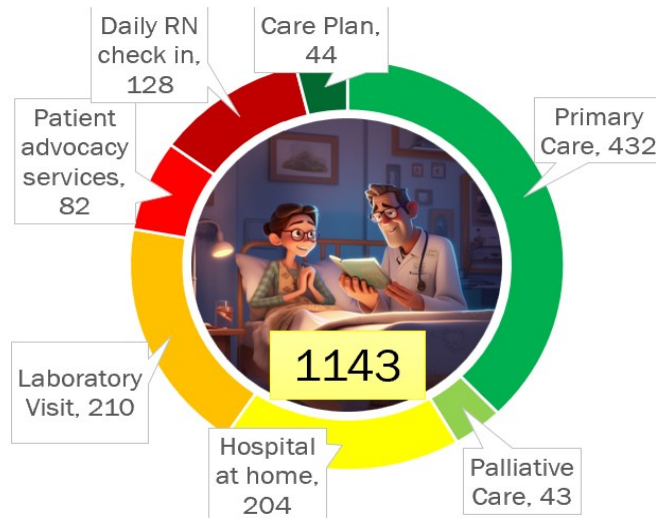 Daily RN
check in,
128
Care Plan,
44
Primary
Care, 432
Patient
advocacy
services,
82
1143
Laboratory
Visit, 210
Hospital
at home,
204
Palliative
Care, 43